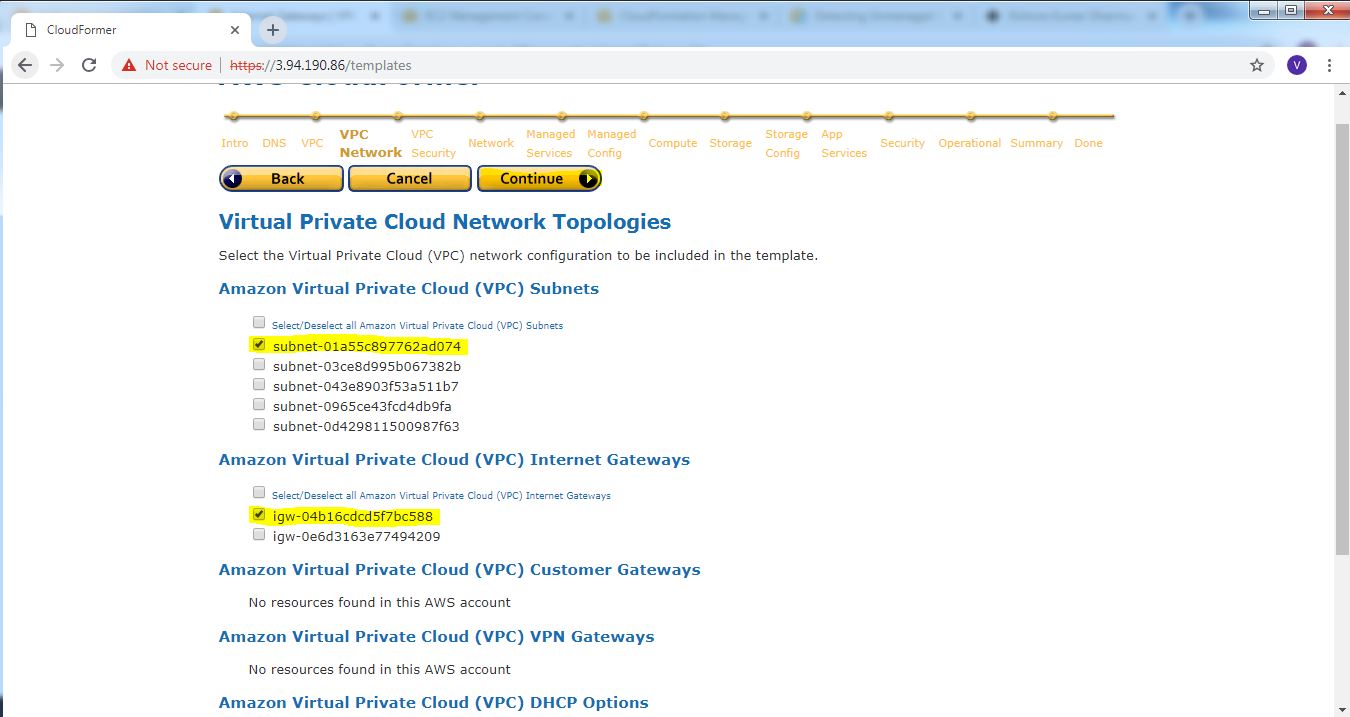 CloudFormer
Not secure | https://3.94.190.86/templates
V
AWS CloudFormer
Intro DNS VPC VPC Network VPC Security Network Managed Services Managed Config Compute Storage Storage Config App Services Security Operational Summary Done
Back Cancel Continue
Virtual Private Cloud Network Topologies
Select the Virtual Private Cloud (VPC) network configuration to be included in the template.
Amazon Virtual Private Cloud (VPC) Subnets
Select/Deselect all Amazon Virtual Private Cloud (VPC) Subnets
subnet-01a55c897762ad074
subnet-03ce8d995b067382b
subnet-043e8903f53a511b7
subnet-0965ce43fcd4db9fa
subnet-0d429811500987f63
Amazon Virtual Private Cloud (VPC) Internet Gateways
Select/Deselect all Amazon Virtual Private Cloud (VPC) Internet Gateways
igw-04b16cdcd5f7bc588
igw-0e6d3163e77494209
Amazon Virtual Private Cloud (VPC) Customer Gateways
No resources found in this AWS account
Amazon Virtual Private Cloud (VPC) VPN Gateways
No resources found in this AWS account
Amazon Virtual Private Cloud (VPC) DHCP Options